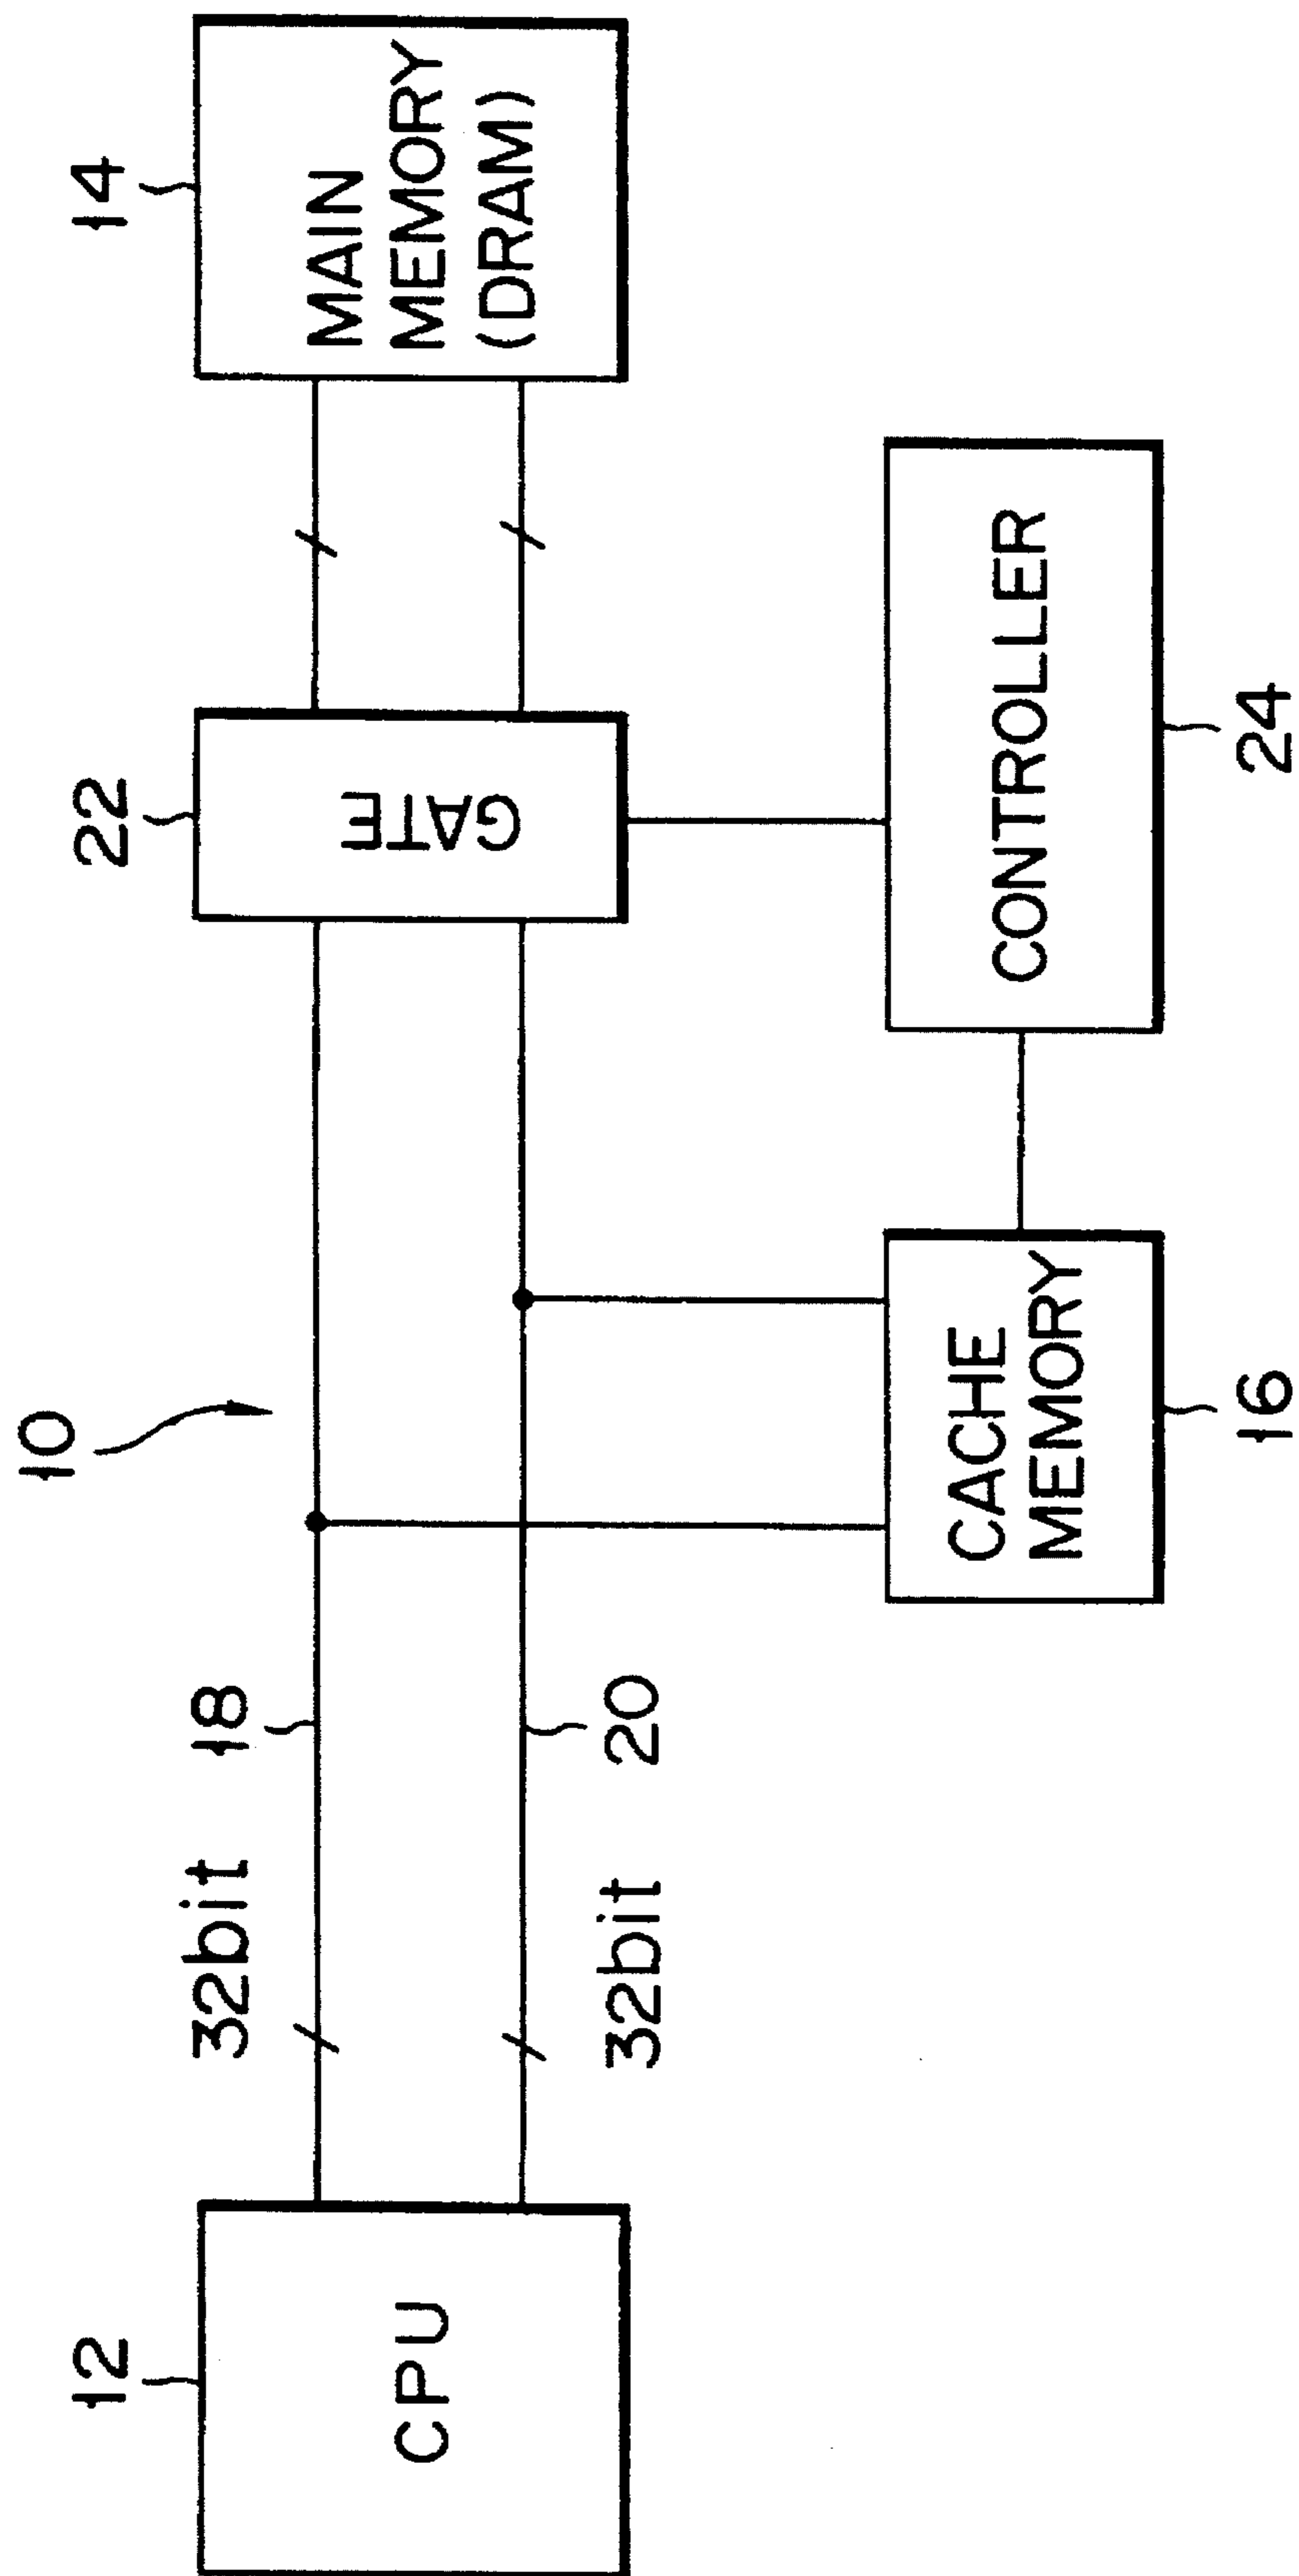 10
12
CPU
32bit
18
32bit
20
22
GATE
14
MAIN
MEMORY
(DRAM)
CACHE
MEMORY
16
CONTROLLER
24